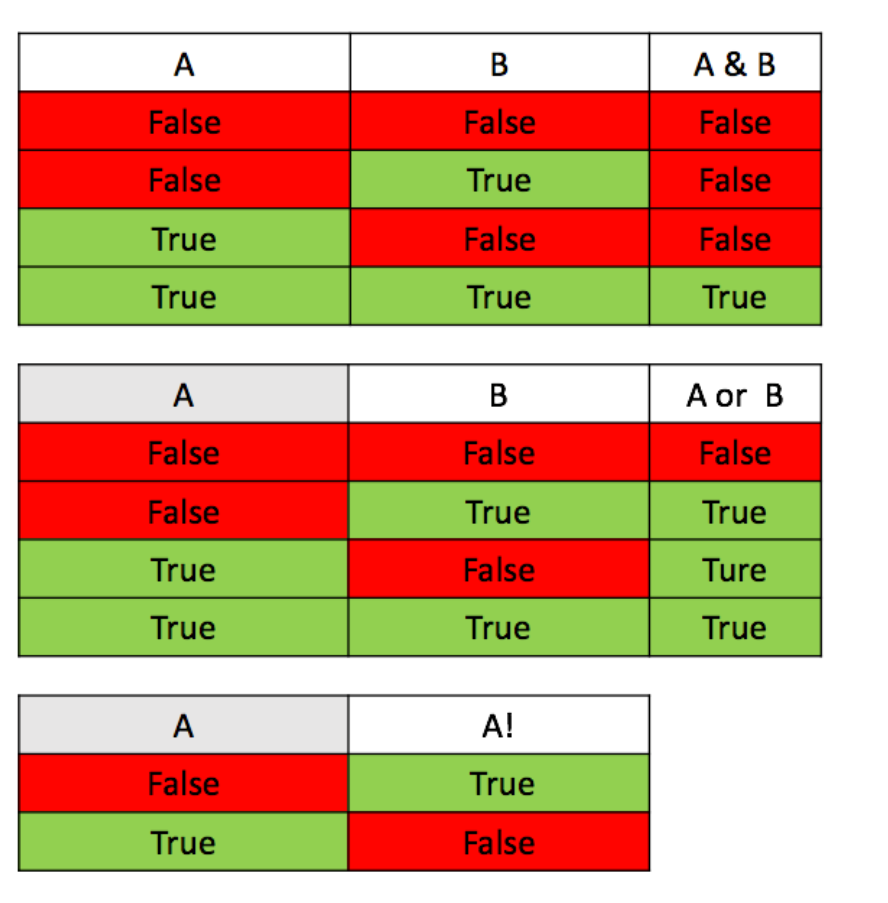 A B A & B
False False False
False True False
True False False
True True True
A B A or B
False False False
False True True
True False Ture
True True True
A A!
False True
True False